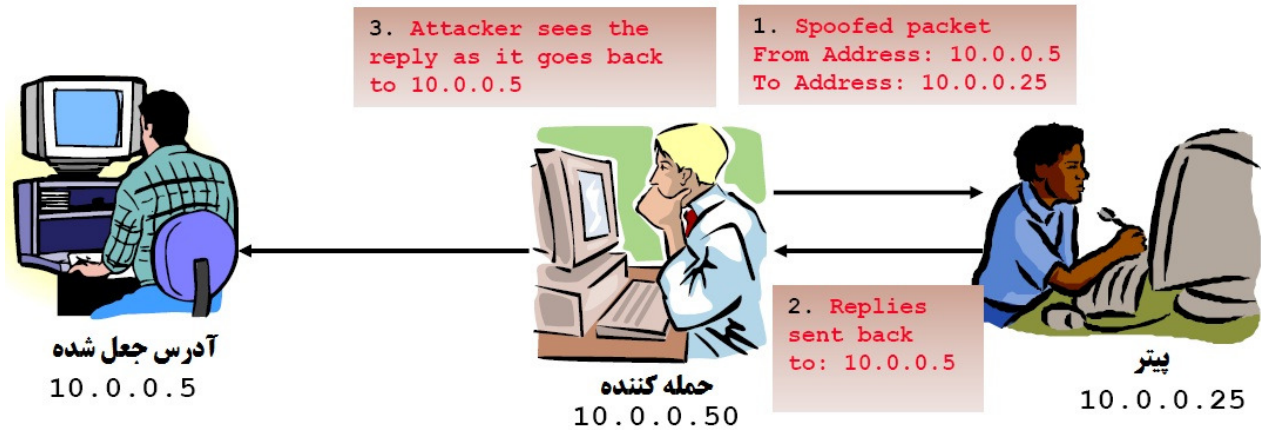 3. Attacker sees the
reply as it goes back
to 10.0.0.5
1. Spoofed packet
From Address: 10.0.0.5
To Address: 10.0.0.25
2. Replies
sent back
to: 10.0.0.5
آدرس جعل شده
10.0.0.5
حمله کننده
10.0.0.50
پیتر
10.0.0.25